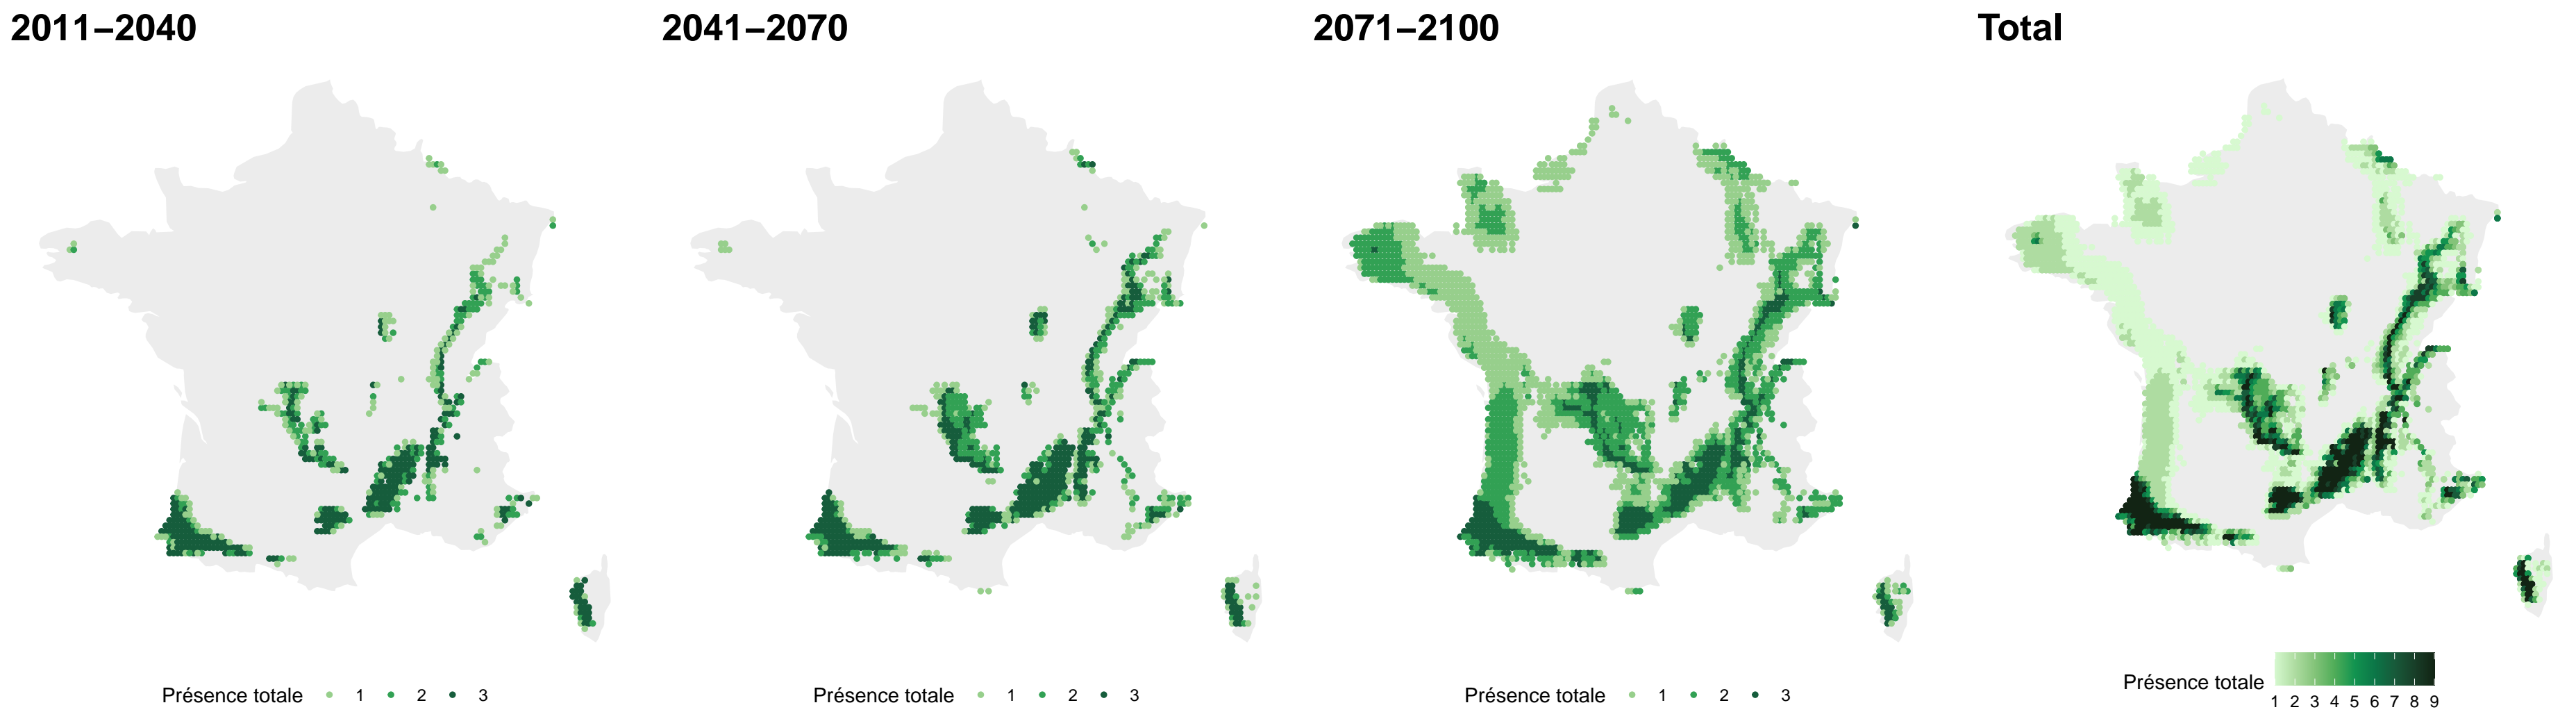 2011–2040
2041–2070
2071–2100
Total
Présence totale 1 2 3
Présence totale 1 2 3
Présence totale 1 2 3
Présence totale
1 2 3 4 5 6 7 8 9